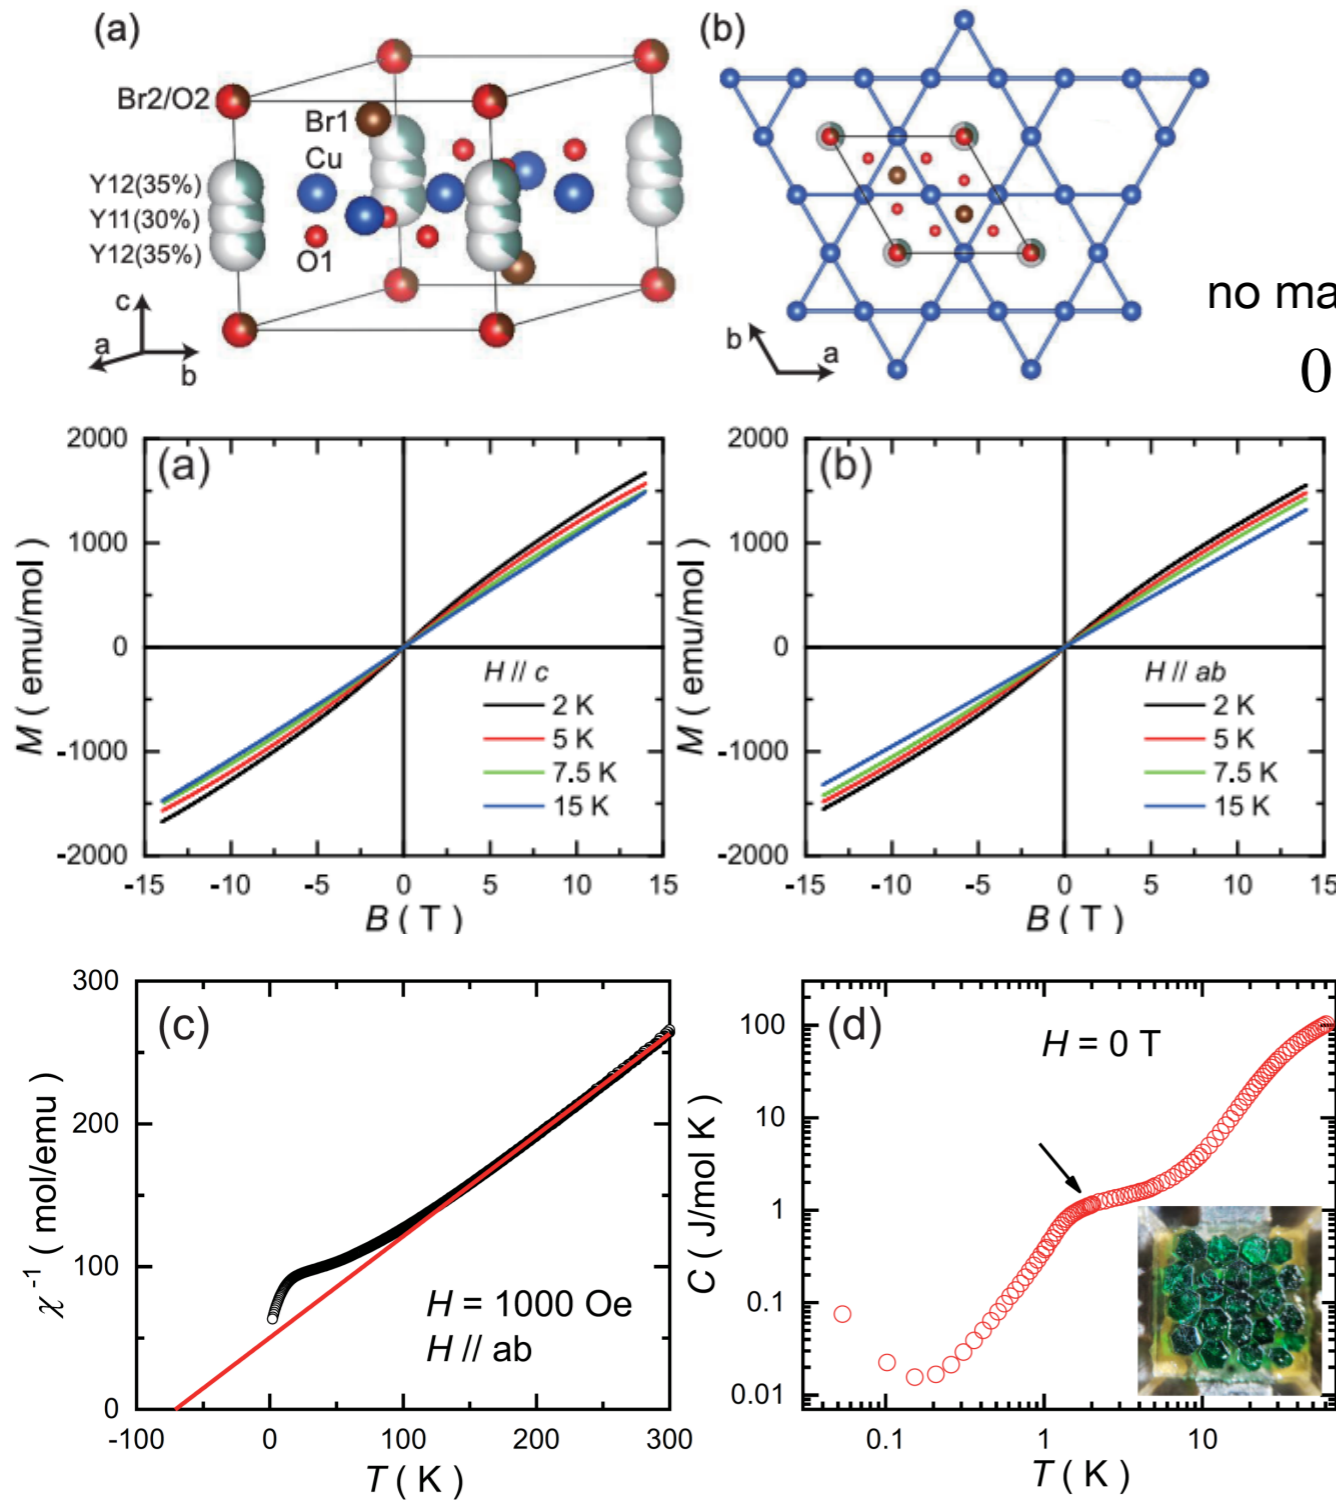 (a)
Br2/O2
Br1
Cu
Y12(35%)
Y11(30%)
Y12(35%)
O1
c
a
b
(b)
b
a
no ma
0
(a)
M ( emu/mol )
2000
1000
0
-1000
-2000
H // c
2 K
5 K
7.5 K
15 K
-15 -10 -5 0 5 10 15
B ( T )
(b)
M ( emu/mol )
2000
1000
0
-1000
-2000
H // ab
2 K
5 K
7.5 K
15 K
-15 -10 -5 0 5 10 15
B ( T )
(c)
χ -1 ( mol/emu )
300
200
100
0
H = 1000 Oe
H // ab
-100 0 100 200 300
T ( K )
(d)
H = 0 T
C ( J/mol K )
100
10
1
0.1
0.01
0.1 1 10
T ( K )